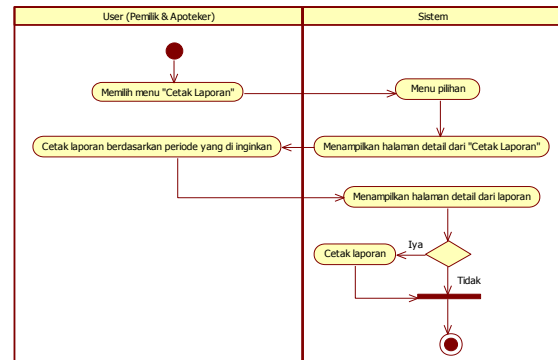 User (Pemilik & Apoteker)
Sistem
Memilih menu "Cetak Laporan"
Menu pilihan
Cetak laporan berdasarkan periode yang di inginkan
Menampilkan halaman detail dari "Cetak Laporan"
Menampilkan halaman detail dari laporan
Iya
Cetak laporan
Tidak